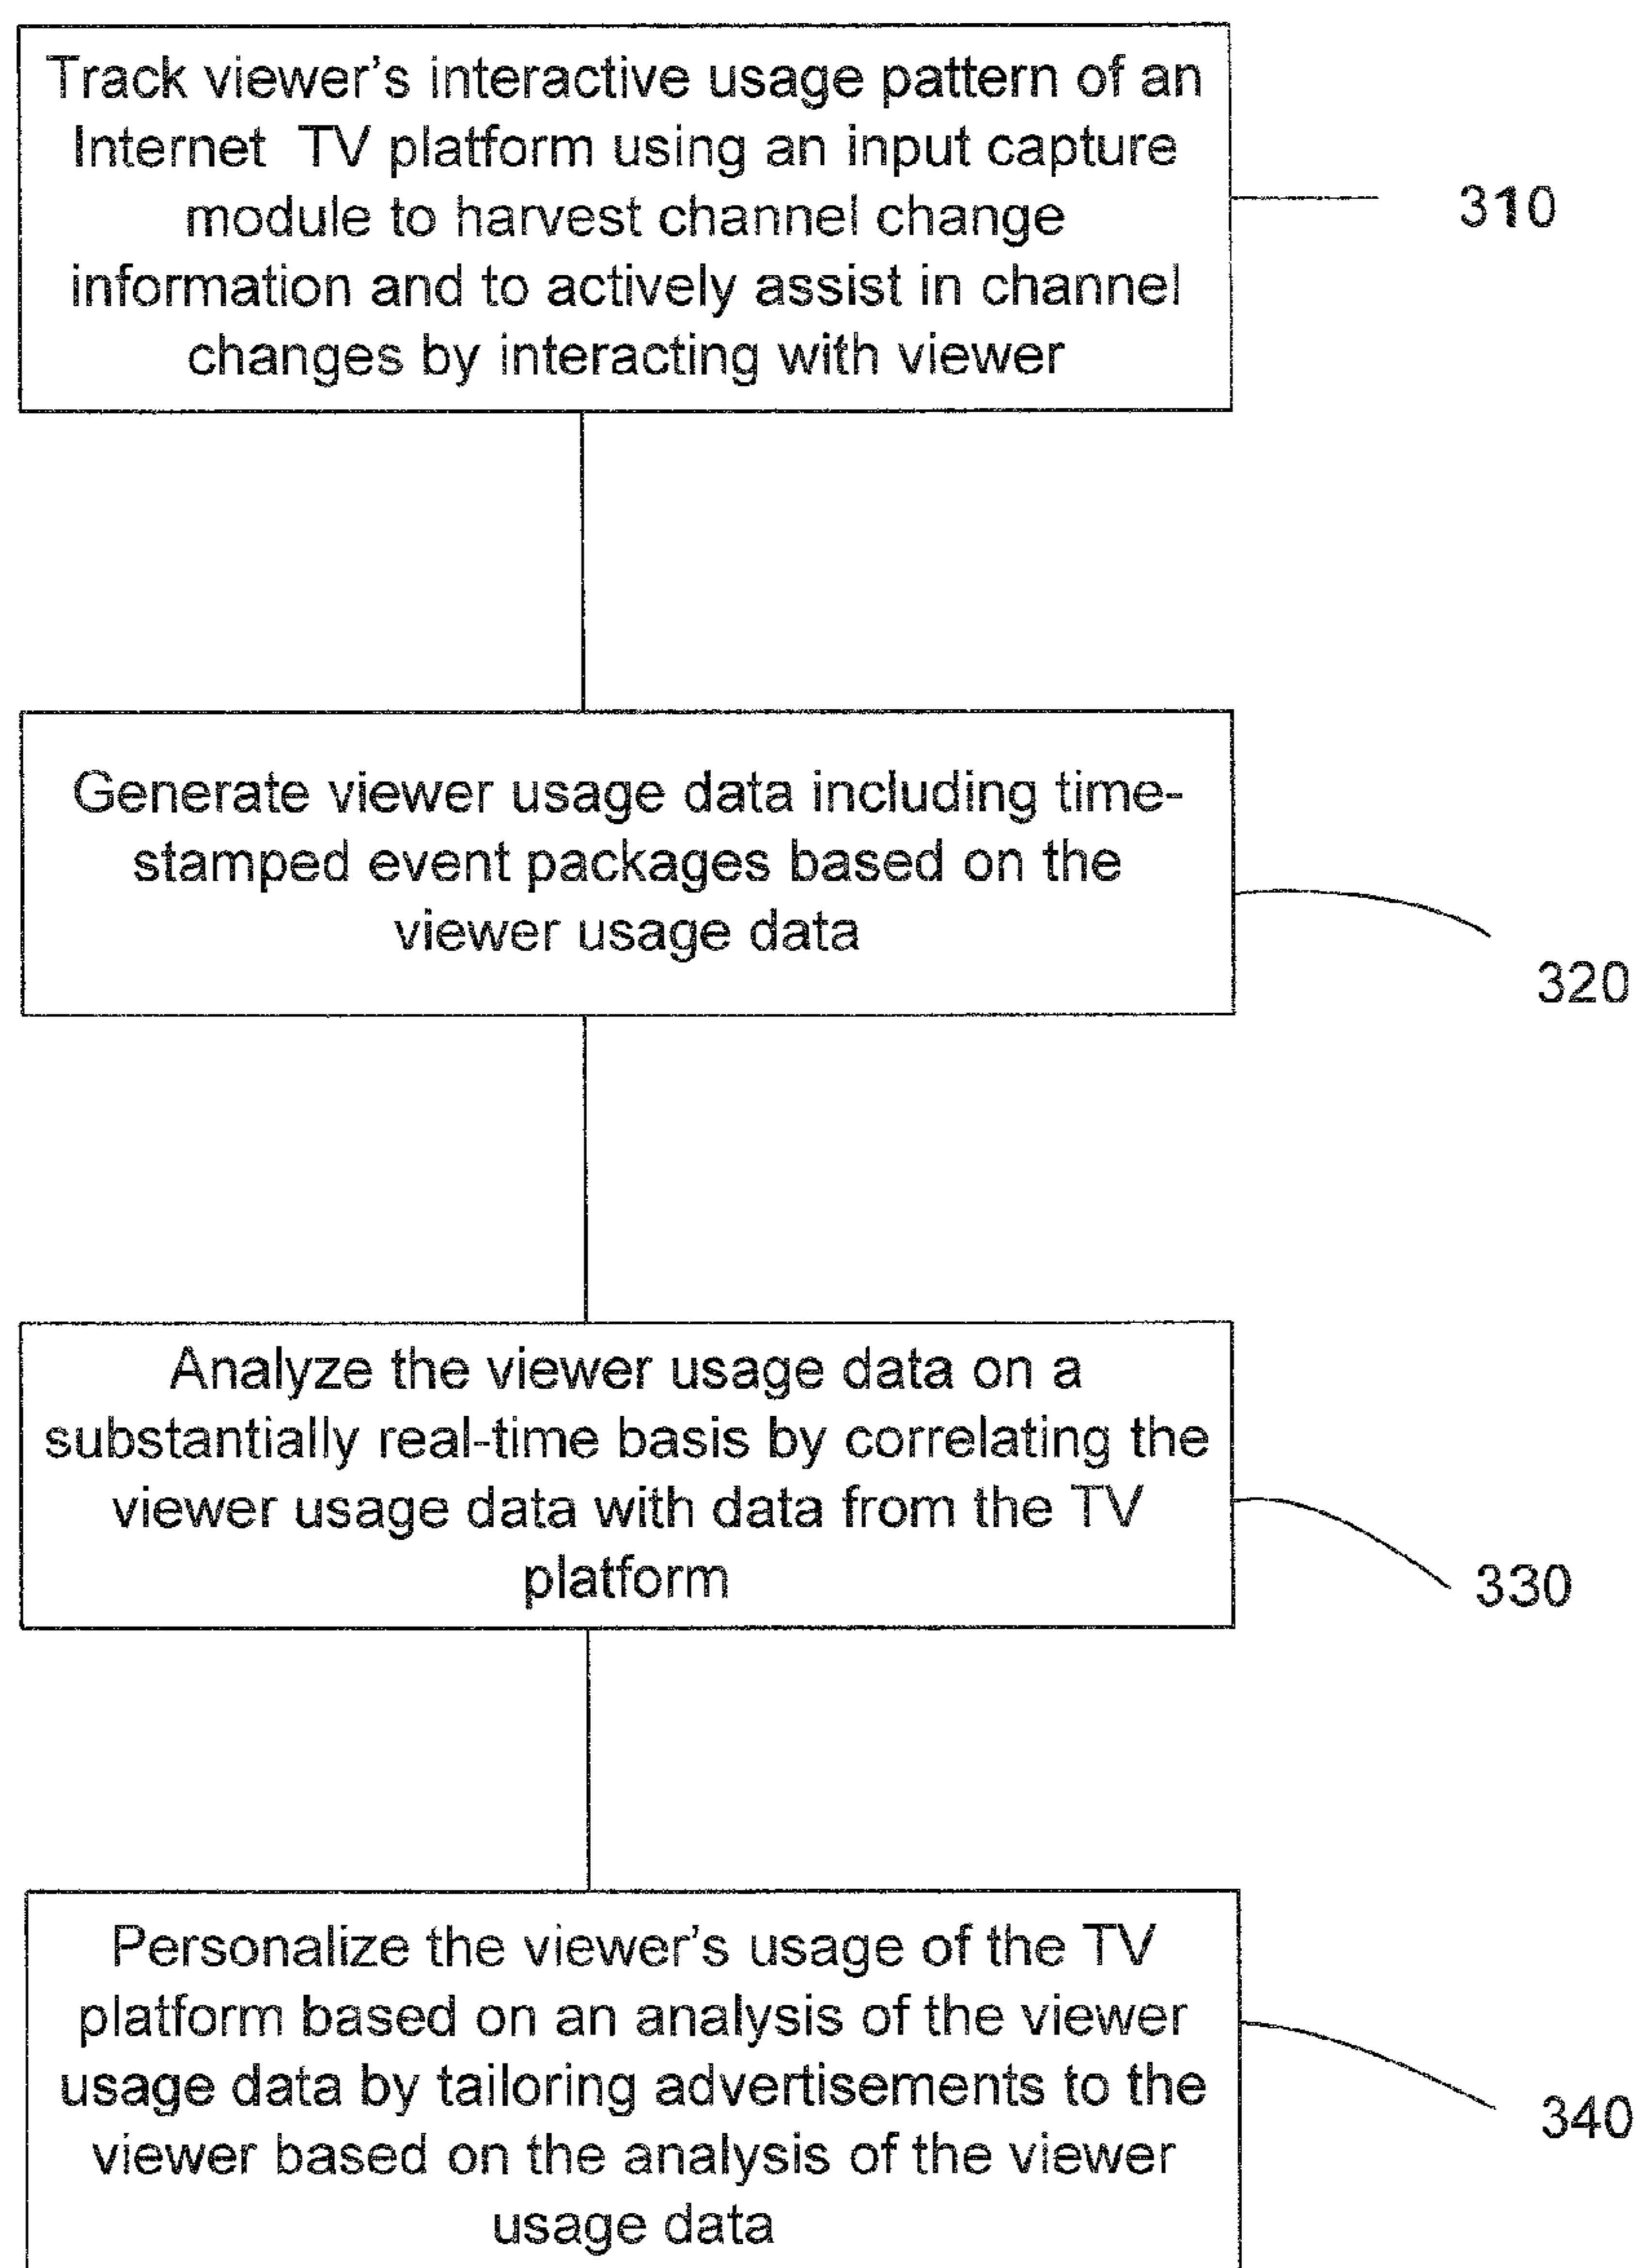 Track viewer's interactive usage pattern of an
Internet TV platform using an input capture
module to harvest channel change
information and to actively assist in channel
changes by interacting with viewer
310
Generate viewer usage data including time-
stamped event packages based on the
viewer usage data
320
Analyze the viewer usage data on a
substantially real-time basis by correlating the
viewer usage data with data from the TV
platform
330
Personalize the viewer's usage of the TV
platform based on an analysis of the viewer
usage data by tailoring advertisements to the
viewer based on the analysis of the viewer
usage data
340